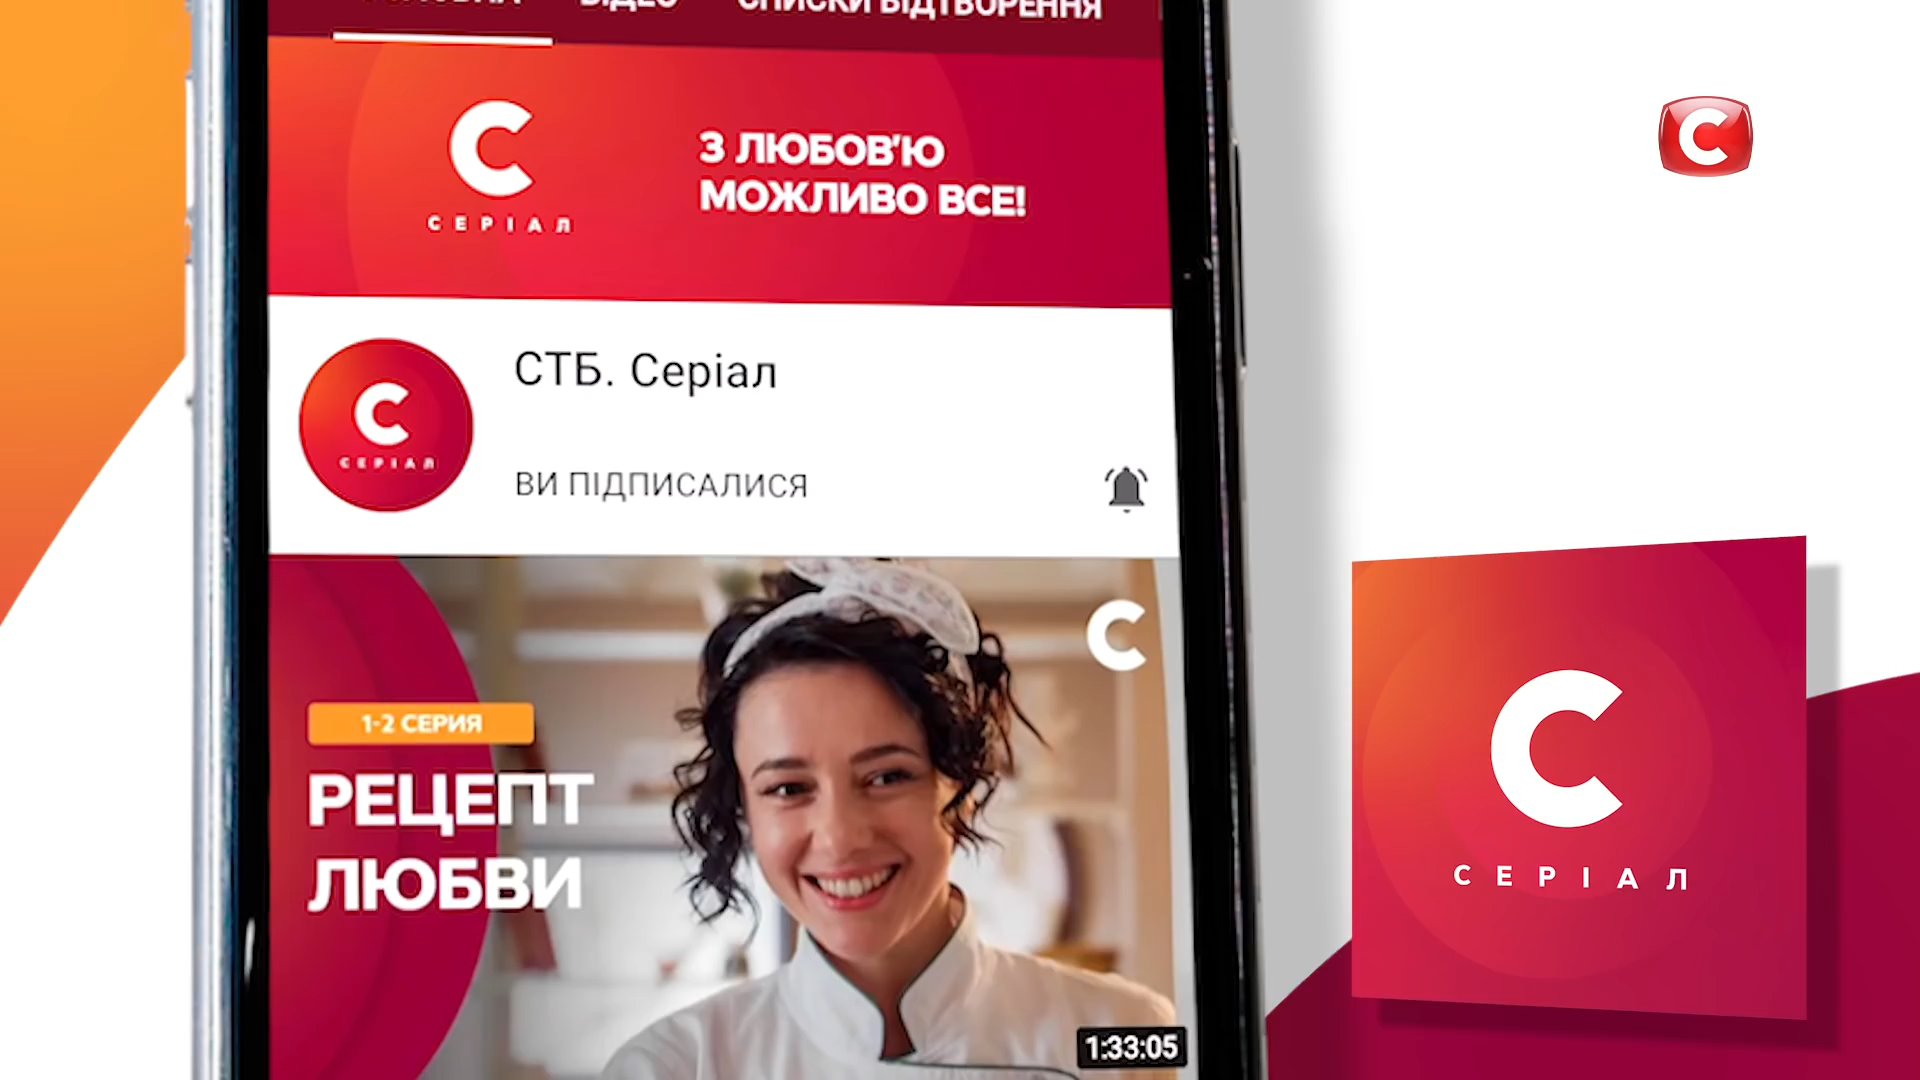 ВІДЕО СПИСКИ ВІДТВОРЕННЯ
С
СЕРІАЛ
З ЛЮБОВ'Ю
МОЖЛИВО ВСЕ!
С
С
СЕРІАЛ
СТБ. Серіал
ВИ ПІДПИСАЛИСЯ
С
1-2 СЕРИЯ
РЕЦЕПТ
ЛЮБВИ
1:33:05
С
СЕРІАЛ